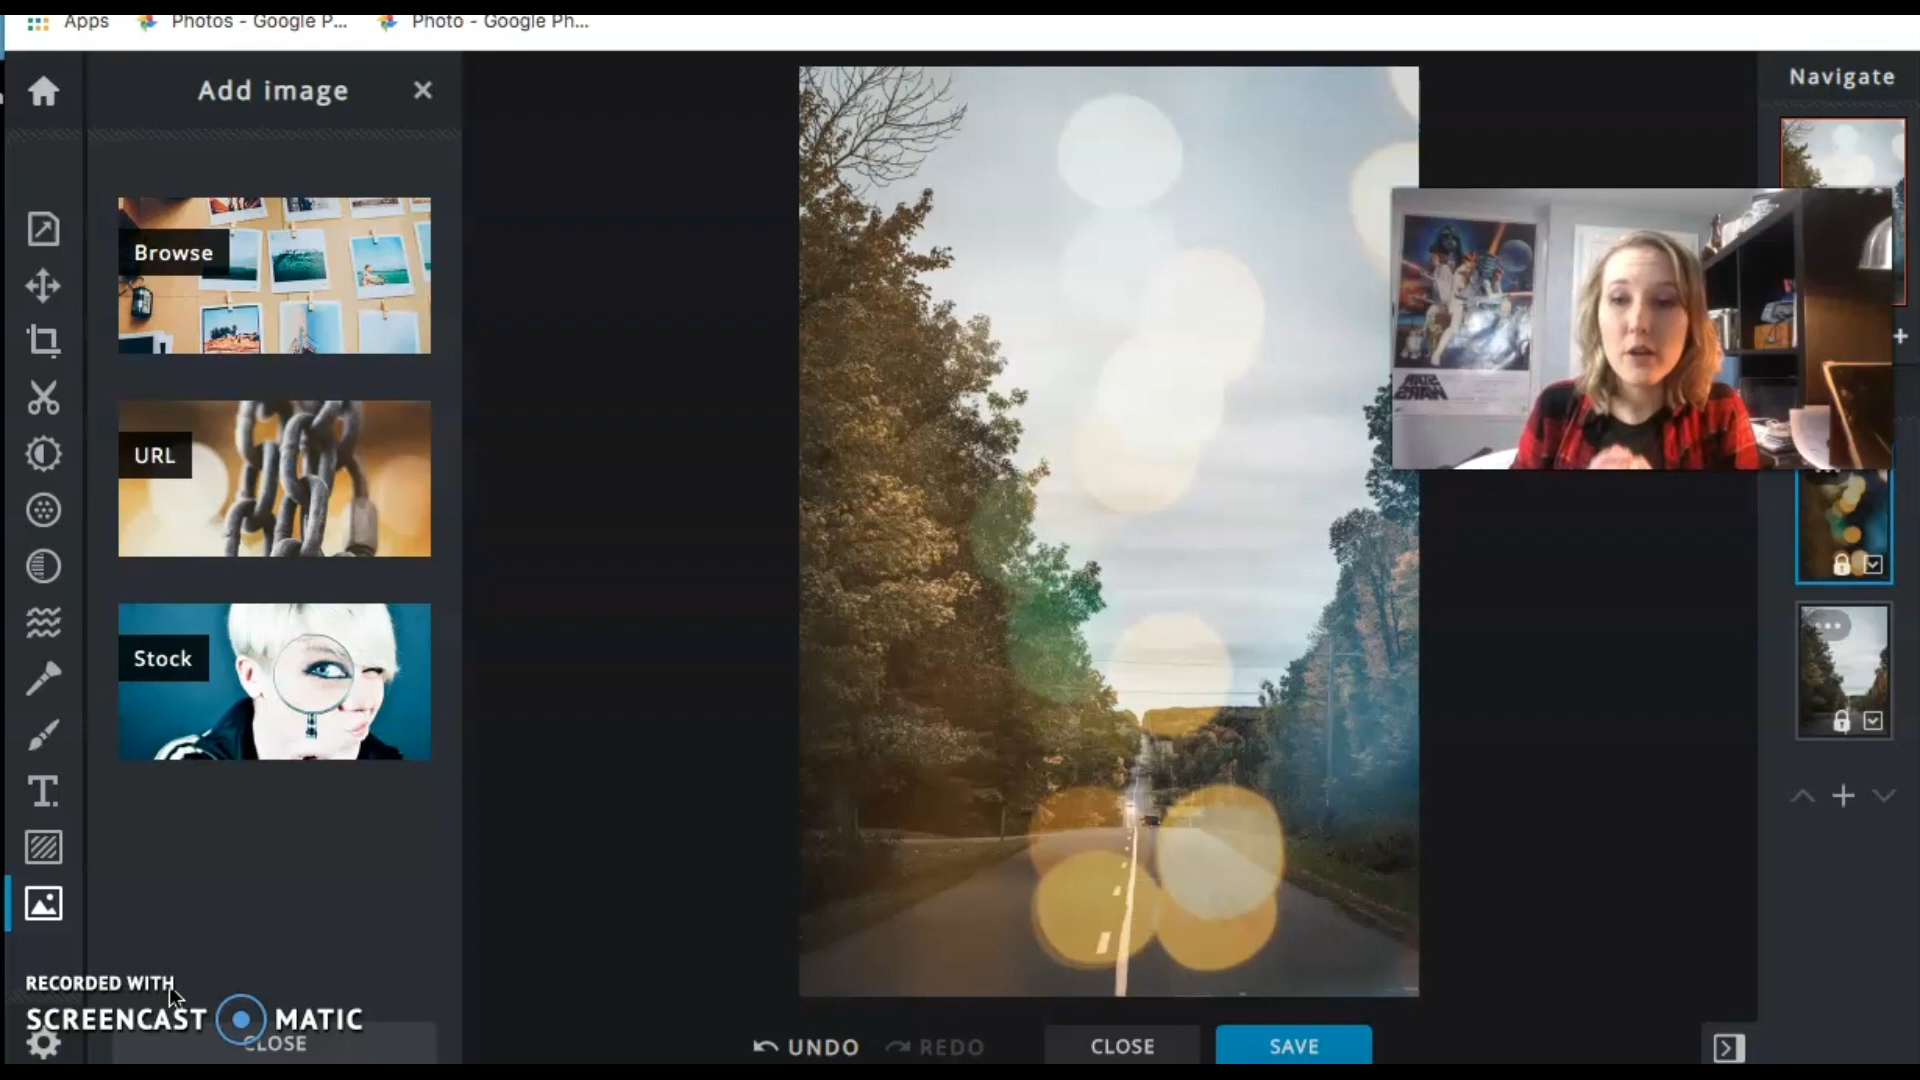 Apps Photos - Google P... Photo - Google Ph...
Add image
Navigate
Browse
URL
Stock
RECORDED WITH
SCREENCAST MATIC
CLOSE
UNDO REDO CLOSE SAVE